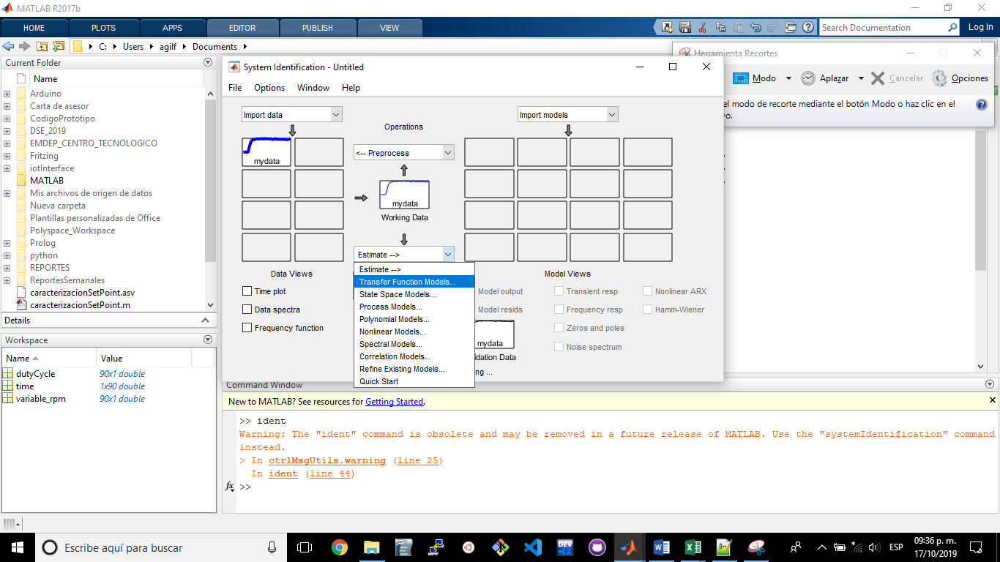 MATLAB R2017b
HOME
PLOTS
APPS
EDITOR
PUBLISH
VIEW
Search Documentation
Log In
C: Users agilf Documents
Current Folder
Name
Arduino
Carta de asesor
CodigoPrototipo
DSE_2019
EMDEP_CENTRO_TECNOLOGICO
Fritzing
iotInterface
MATLAB
Mis archivos de origen de datos
Nueva carpeta
Plantillas personalizadas de Office
Polyspace_Workspace
Prolog
python
REPORTES
ReportesSemanales
caracterizacionSetPoint.asv
caracterizacionSetPoint.m
Details
Workspace
Name Value
dutyCycle 90x1 double
time 1x90 double
variable_rpm 90x1 double
System Identification - Untitled
File Options Window Help
Import data
Import models
Operations
mydata
<-- Preprocess
mydata
Working Data
Estimate -->
Estimate -->
Transfer Function Models...
State Space Models...
Process Models...
Polynomial Models...
Nonlinear Models...
Spectral Models...
Correlation Models...
Refine Existing Models...
Quick Start
Data Views
Time plot
Data spectra
Frequency function
Model Views
Model output Transient resp Nonlinear ARX
Model resids Frequency resp Hamm-Wiener
Zeros and poles
Noise spectrum
mydata
idation Data
ng ...
Herramienta Recortes
Modo Aplazar Cancelar Opciones
el modo de recorte mediante el botón Modo o haz clic en el
vo.
Command Window
New to MATLAB? See resources for Getting Started.
>> ident
Warning: The "ident" command is obsolete and may be removed in a future release of MATLAB. Use the "systemIdentification" command
instead.
> In ctrlMsgUtils.warning (line 25)
In ident (line 44)
fx >>
Escribe aquí para buscar
DEV
ESP
09:36 p. m.
17/10/2019